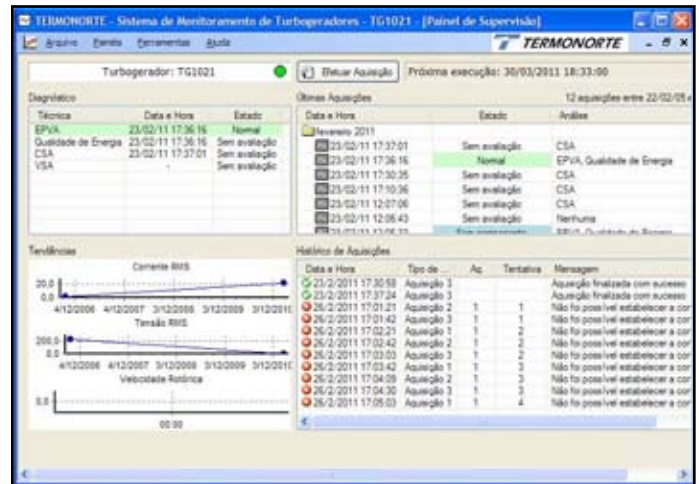 TERMONORTE - Sistema de Monitoramento de Turbogeradores - TG1021 - [Painel de Supervisão]
Arquivo Exibir Ferramentas Ajuda
TERMONORTE
Turbogerador: TG1021
Efetuar Aquisição
Próxima execução: 30/03/2011 18:33:00
Diagnóstico
Técnica Data e Hora Estado
EPVA 23/02/11 17:36:16 Normal
Qualidade de Energia 23/02/11 17:36:16 Sem avaliação
CSA 23/02/11 17:37:01 Sem avaliação
VSA - Sem avaliação
Últimas Aquisições 12 aquisições entre 22/02/05 e
Data e Hora Estado Análise
fevereiro 2011
23/02/11 17:37:01 Sem avaliação CSA
23/02/11 17:36:16 Normal EPVA, Qualidade de Energia
23/02/11 17:30:35 Sem avaliação CSA
23/02/11 17:10:36 Sem avaliação CSA
23/02/11 12:07:06 Sem avaliação CSA
23/02/11 12:06:43 Sem avaliação Nenhuma
Tendências
Corrente RMS
20,0
0,0
4/12/2006 4/12/2007 3/12/2008 3/12/2009 3/12/2010
Tensão RMS
200,0
0,0
4/12/2006 4/12/2007 3/12/2008 3/12/2009 3/12/2010
Velocidade Rotórica
0,0
00:00
Histórico de Aquisições
Data e Hora Tipo de ... Aq. Tentativa Mensagem
23/2/2011 17:30:58 Aquisição 3 Aquisição finalizada com sucesso
23/2/2011 17:37:24 Aquisição 3 Aquisição finalizada com sucesso
26/2/2011 17:01:21 Aquisição 1 1 1 Não foi possível estabelecer a con
26/2/2011 17:01:42 Aquisição 3 1 1 Não foi possível estabelecer a con
26/2/2011 17:02:21 Aquisição 1 1 2 Não foi possível estabelecer a con
26/2/2011 17:02:42 Aquisição 2 1 2 Não foi possível estabelecer a con
26/2/2011 17:03:03 Aquisição 3 1 2 Não foi possível estabelecer a con
26/2/2011 17:03:42 Aquisição 1 1 3 Não foi possível estabelecer a con
26/2/2011 17:04:09 Aquisição 2 1 3 Não foi possível estabelecer a con
26/2/2011 17:04:30 Aquisição 3 1 3 Não foi possível estabelecer a con
26/2/2011 17:05:03 Aquisição 1 1 4 Não foi possível estabelecer a con